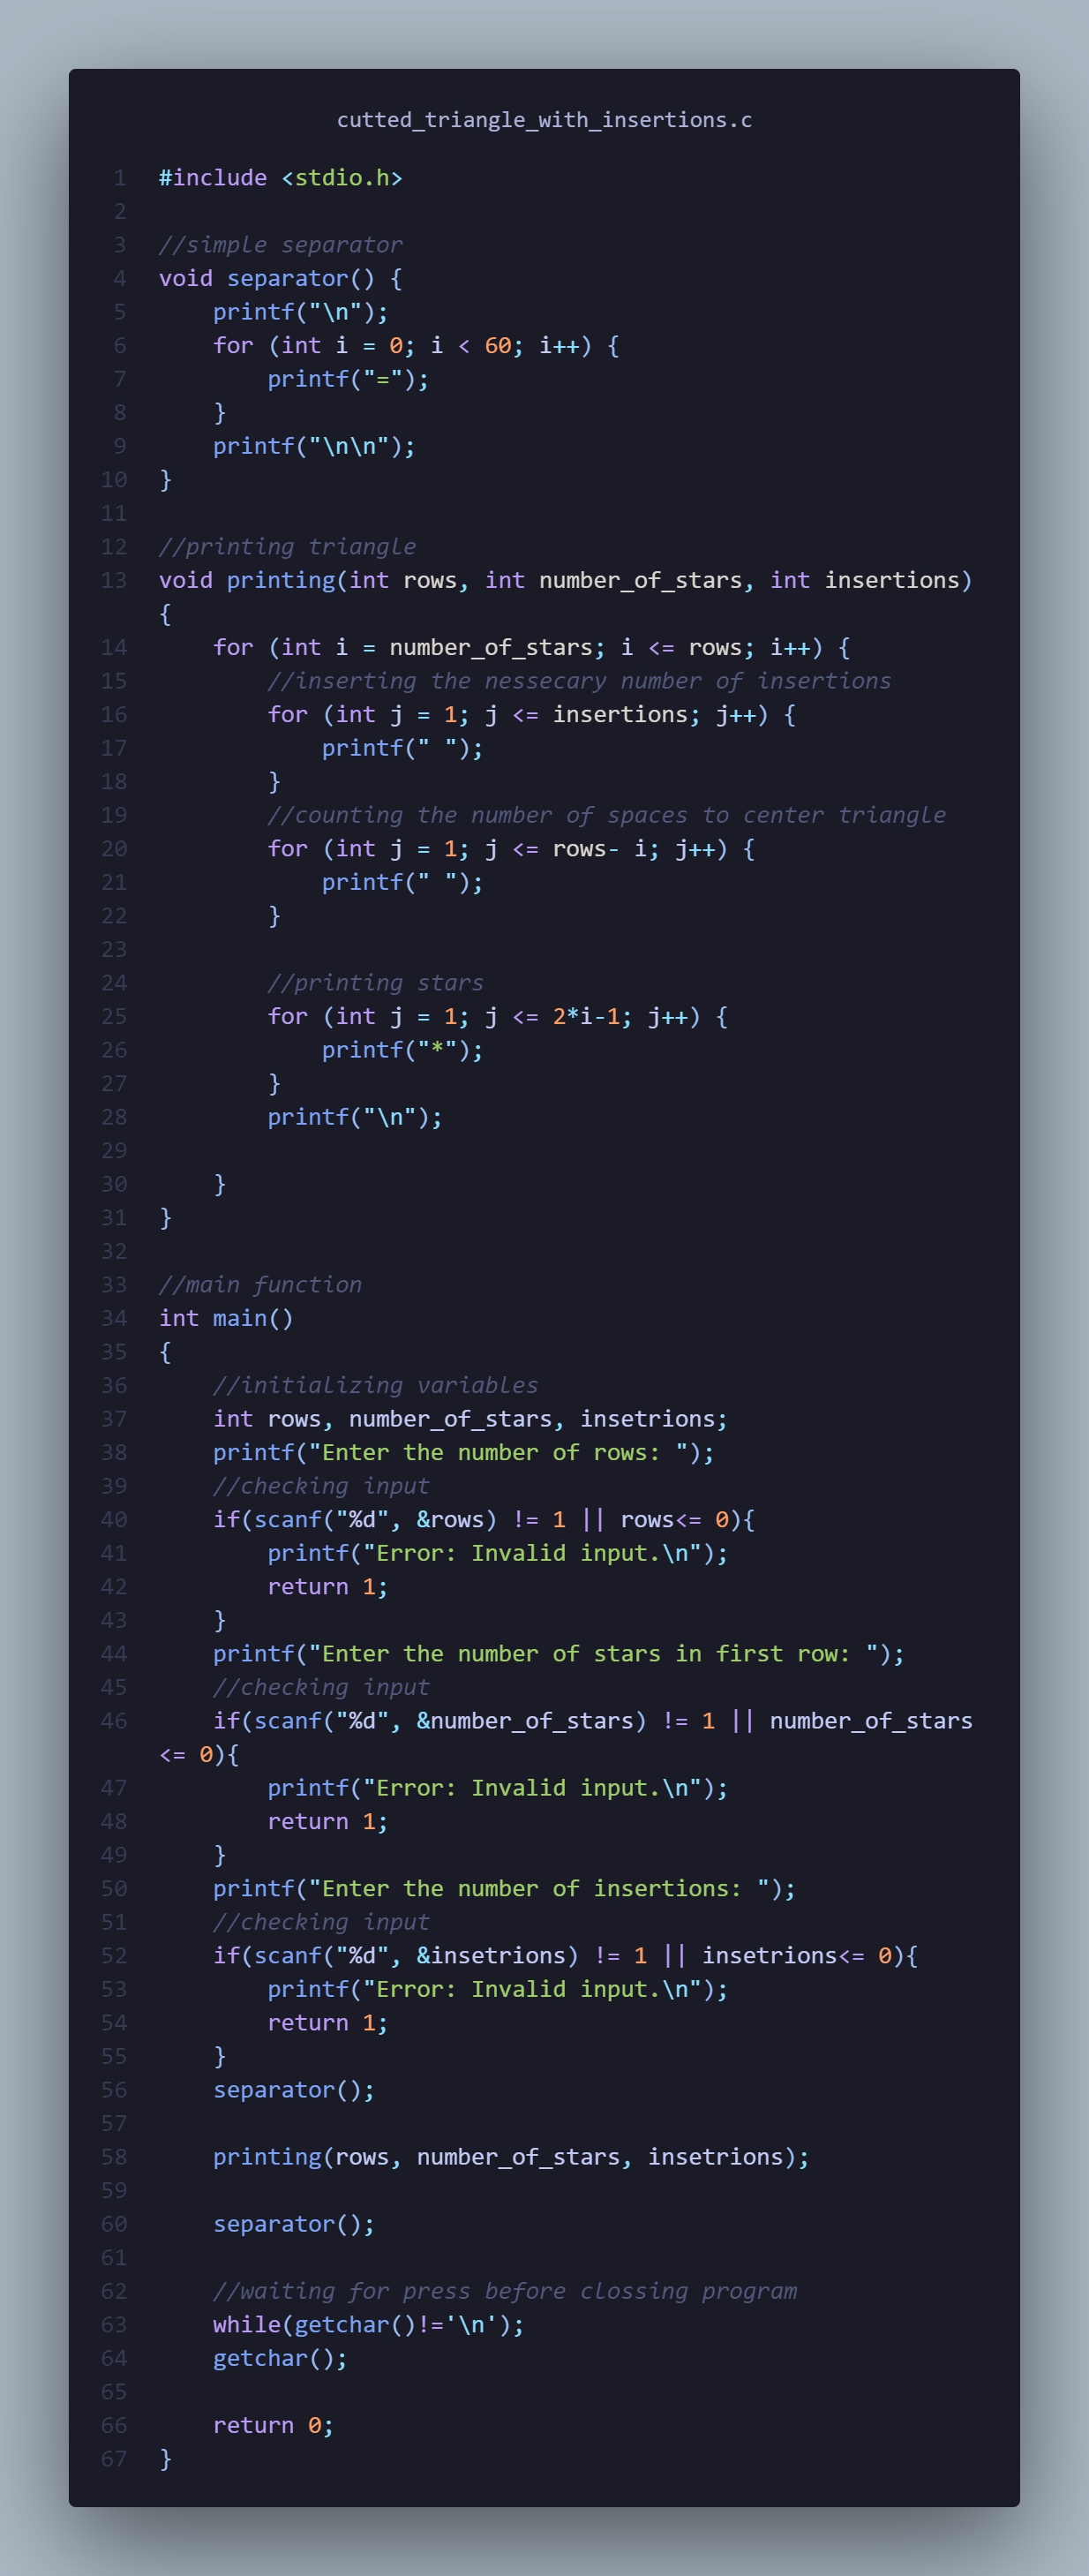 cutted_triangle_with_insertions.c
1 #include <stdio.h>
2
3 //simple separator
4 void separator() {
5     printf("\n");
6     for (int i = 0; i < 60; i++) {
7         printf("=");
8     }
9     printf("\n\n");
10 }
11
12 //printing triangle
13 void printing(int rows, int number_of_stars, int insertions)
{
14     for (int i = number_of_stars; i <= rows; i++) {
15         //inserting the nessecary number of insertions
16         for (int j = 1; j <= insertions; j++) {
17             printf(" ");
18         }
19         //counting the number of spaces to center triangle
20         for (int j = 1; j <= rows- i; j++) {
21             printf(" ");
22         }
23
24         //printing stars
25         for (int j = 1; j <= 2*i-1; j++) {
26             printf("*");
27         }
28         printf("\n");
29
30     }
31 }
32
33 //main function
34 int main()
35 {
36     //initializing variables
37     int rows, number_of_stars, insetrions;
38     printf("Enter the number of rows: ");
39     //checking input
40     if(scanf("%d", &rows) != 1 || rows<= 0){
41         printf("Error: Invalid input.\n");
42         return 1;
43     }
44     printf("Enter the number of stars in first row: ");
45     //checking input
46     if(scanf("%d", &number_of_stars) != 1 || number_of_stars
<= 0){
47         printf("Error: Invalid input.\n");
48         return 1;
49     }
50     printf("Enter the number of insertions: ");
51     //checking input
52     if(scanf("%d", &insetrions) != 1 || insetrions<= 0){
53         printf("Error: Invalid input.\n");
54         return 1;
55     }
56     separator();
57
58     printing(rows, number_of_stars, insetrions);
59
60     separator();
61
62     //waiting for press before clossing program
63     while(getchar()!='\n');
64     getchar();
65
66     return 0;
67 }